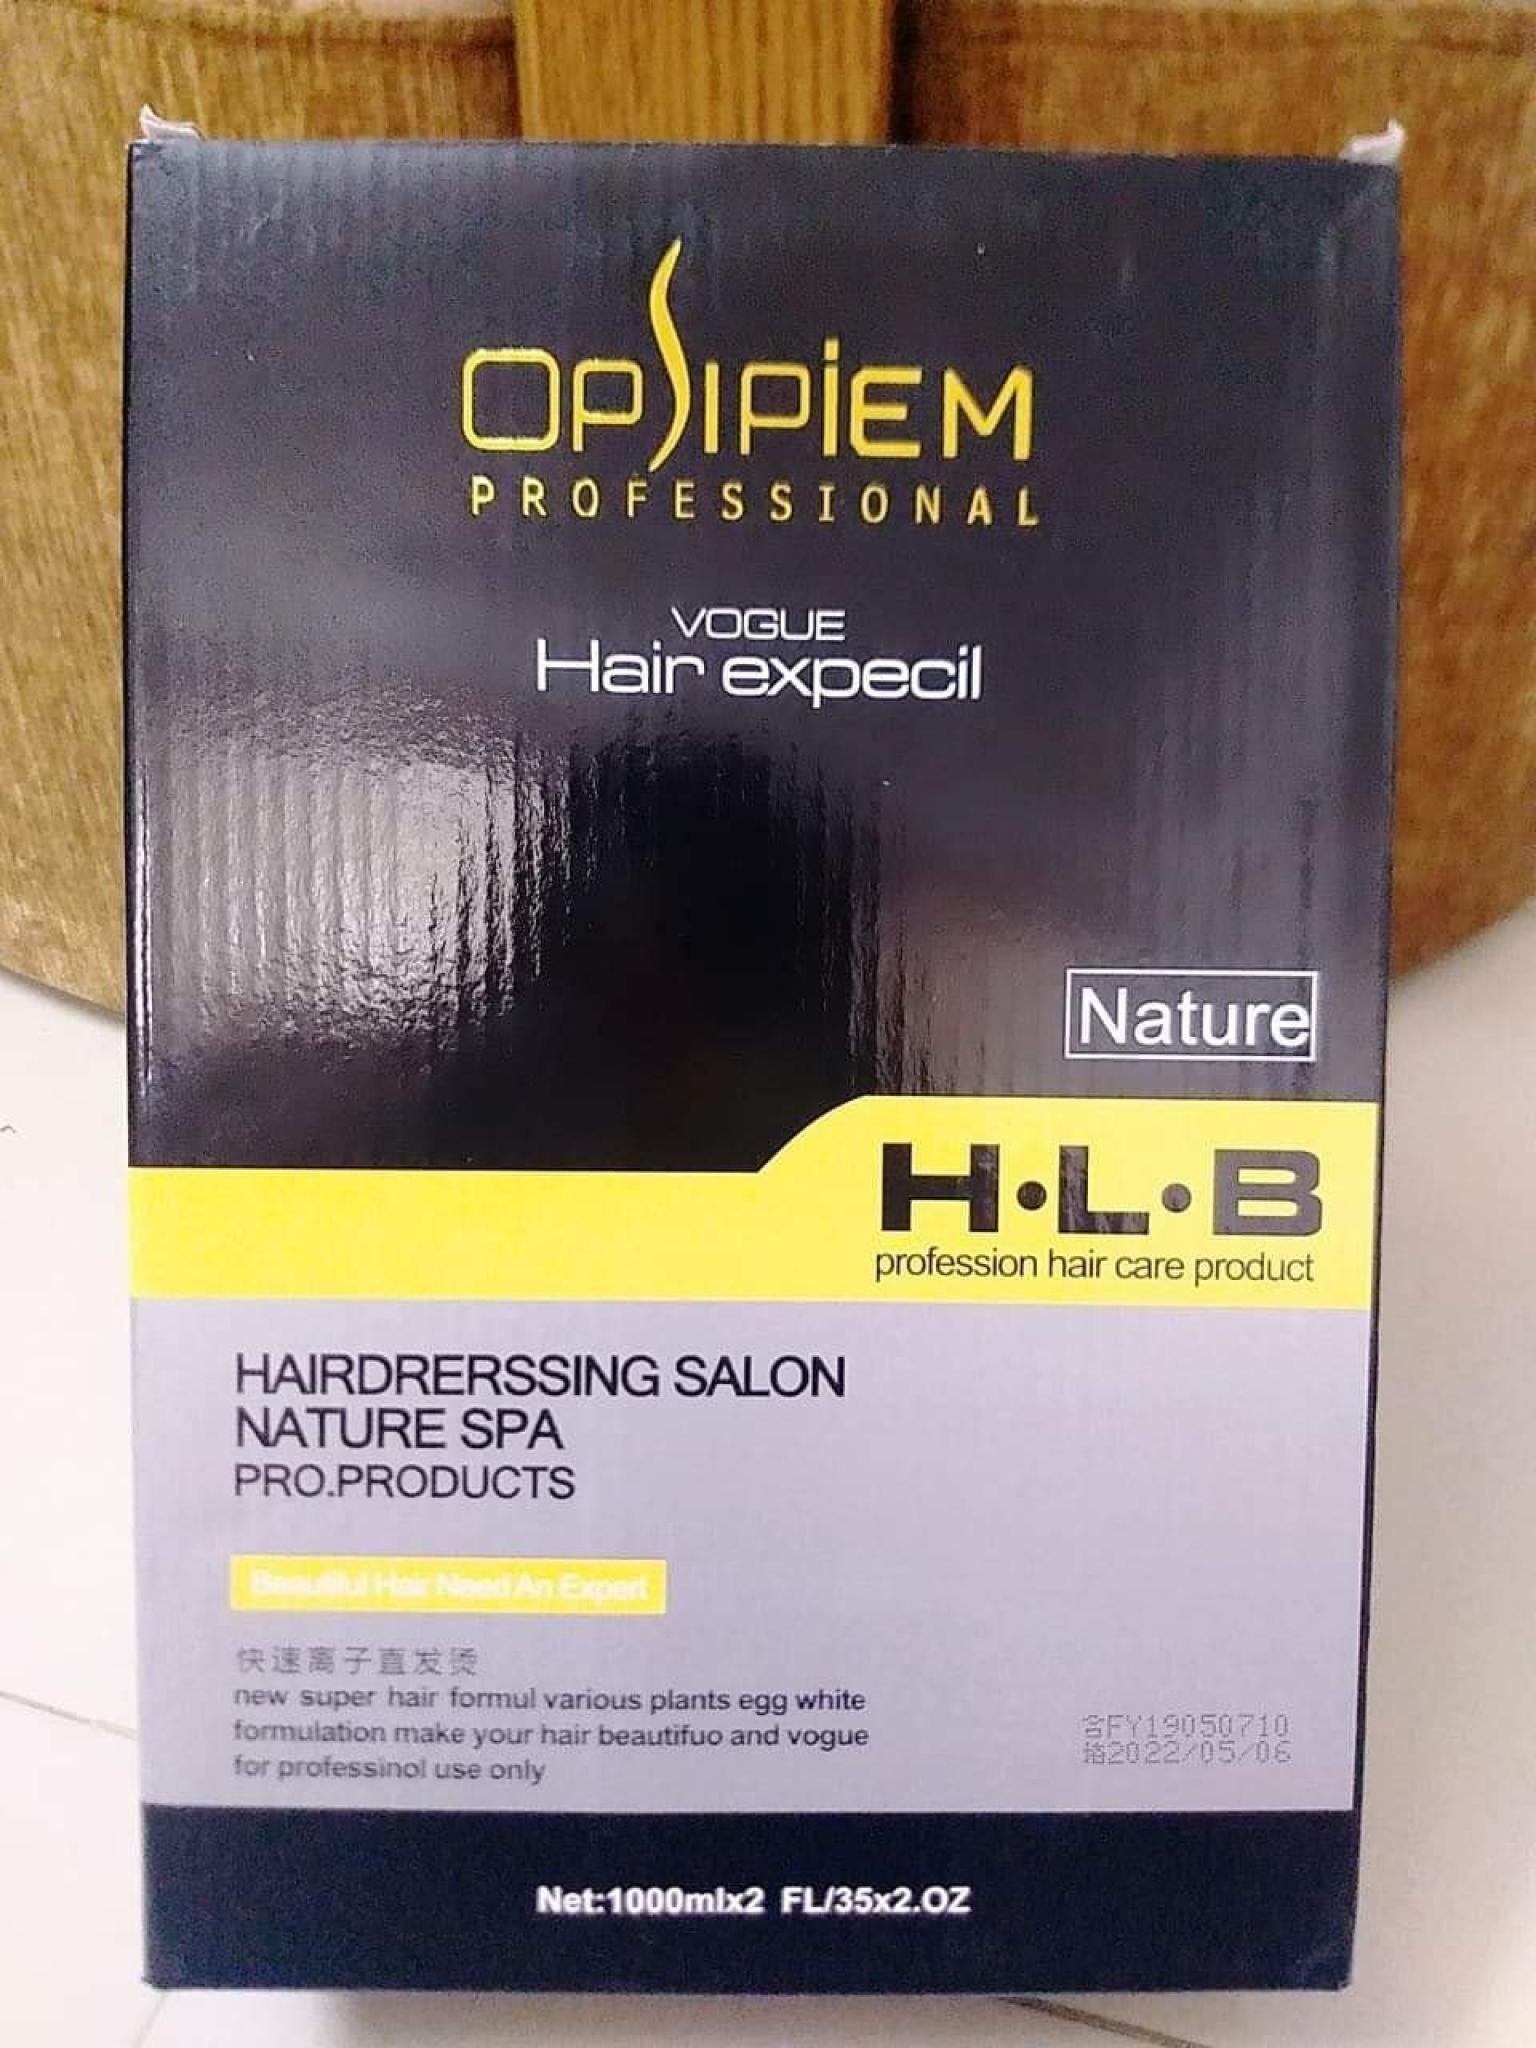 OPSIPIEM
PROFESSIONAL
VOGUE
Hair expecil
Nature
H·L·B
profession hair care product
HAIRDRERSSING SALON
NATURE SPA
PRO.PRODUCTS
Beautiful Hair Need An Expert
快速离子直发烫
new super hair formul various plants egg white
formulation make your hair beautifuo and vogue
for professinol use only
FY19050710
2022/05/06
Net:1000mlx2 FL/35x2.OZ